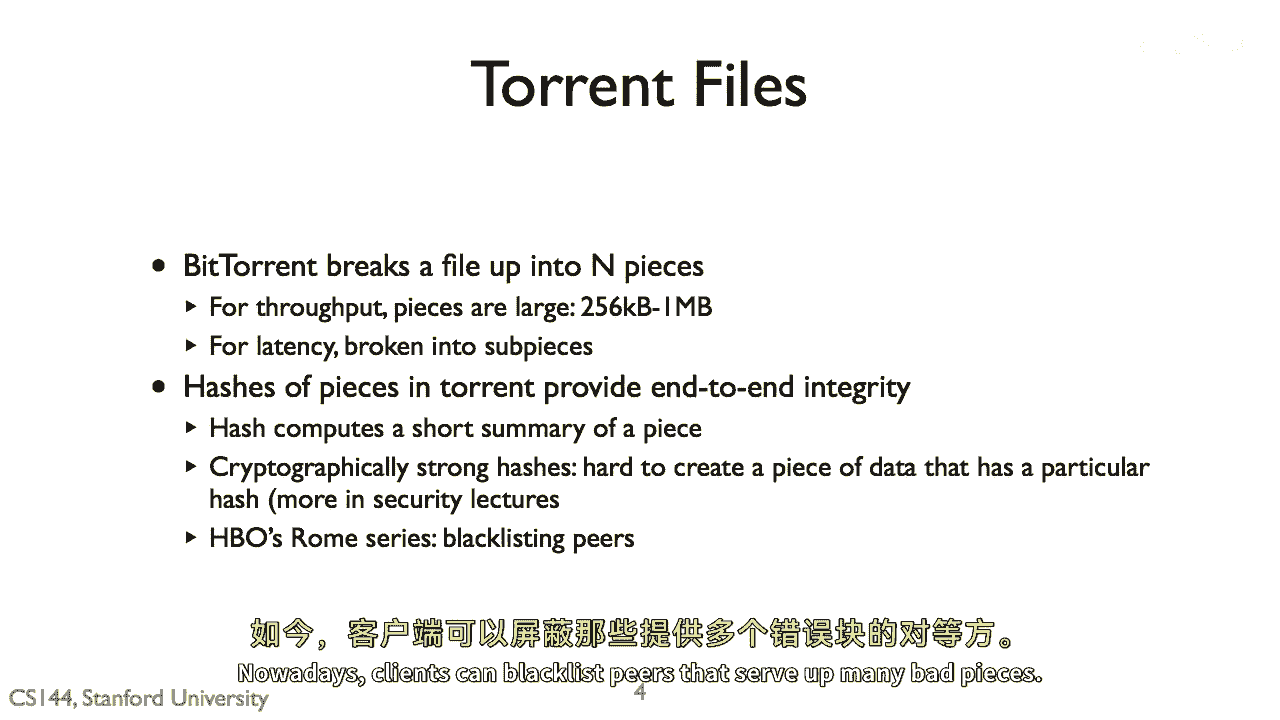 Torrent Files
• BitTorrent breaks a file up into N pieces
‣ For throughput, pieces are large: 256kB-1MB
‣ For latency, broken into subpieces
• Hashes of pieces in torrent provide end-to-end integrity
‣ Hash computes a short summary of a piece
‣ Cryptographically strong hashes: hard to create a piece of data that has a particular
hash (more in security lectures
‣ HBO's Rome series: blacklisting peers
如今，客户端可以屏蔽那些提供多个错误块的对等方。
Nowadays, clients can blacklist peers that serve up many bad pieces.
CS144, Stanford University
4